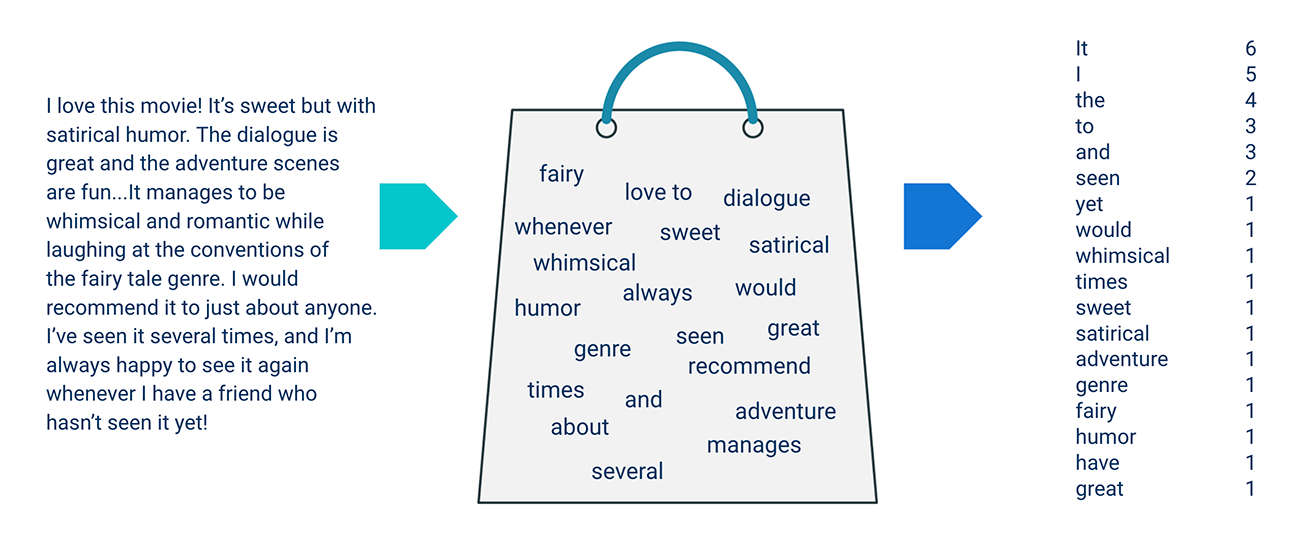 I love this movie! It’s sweet but with
satirical humor. The dialogue is
great and the adventure scenes
are fun...It manages to be
whimsical and romantic while
laughing at the conventions of
the fairy tale genre. I would
recommend it to just about anyone.
I’ve seen it several times, and I’m
always happy to see it again
whenever I have a friend who
hasn’t seen it yet!
fairy
love to
dialogue
whenever
sweet
satirical
whimsical
always
would
humor
seen
great
genre
recommend
times
and
adventure
about
manages
several
It 6
I 5
the 4
to 3
and 3
seen 2
yet 1
would 1
whimsical 1
times 1
sweet 1
satirical 1
adventure 1
genre 1
fairy 1
humor 1
have 1
great 1